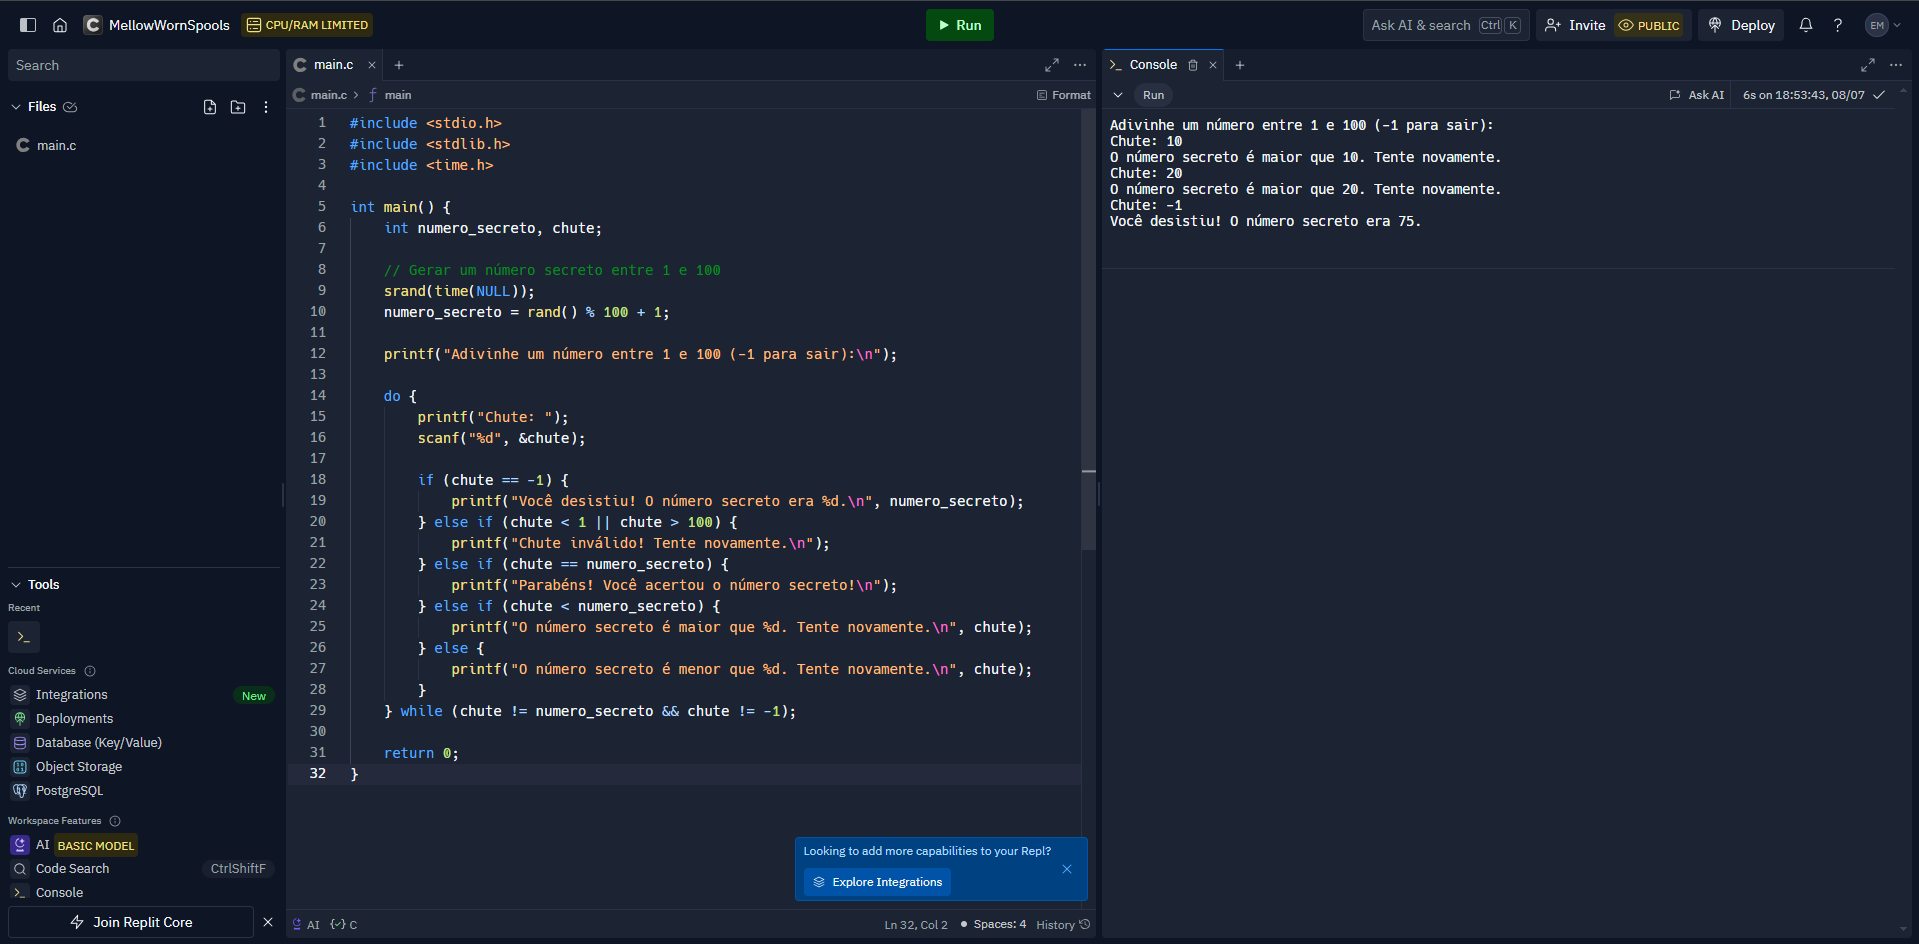 MellowWornSpools CPU/RAM LIMITED Run Ask AI & search Ctrl K Invite PUBLIC Deploy EM
Search
Files
main.c
Tools
Recent
Cloud Services
Integrations New
Deployments
Database (Key/Value)
Object Storage
PostgreSQL
Workspace Features
AI BASIC MODEL
Code Search CtrlShiftF
Console
Join Replit Core
main.c
main.c > main Format
1 #include <stdio.h>
2 #include <stdlib.h>
3 #include <time.h>
4
5 int main() {
6 int numero_secreto, chute;
7
8 // Gerar um número secreto entre 1 e 100
9 srand(time(NULL));
10 numero_secreto = rand() % 100 + 1;
11
12 printf("Adivinhe um número entre 1 e 100 (-1 para sair):\n");
13
14 do {
15 printf("Chute: ");
16 scanf("%d", &chute);
17
18 if (chute == -1) {
19 printf("Você desistiu! O número secreto era %d.\n", numero_secreto);
20 } else if (chute < 1 || chute > 100) {
21 printf("Chute inválido! Tente novamente.\n");
22 } else if (chute == numero_secreto) {
23 printf("Parabéns! Você acertou o número secreto!\n");
24 } else if (chute < numero_secreto) {
25 printf("O número secreto é maior que %d. Tente novamente.\n", chute);
26 } else {
27 printf("O número secreto é menor que %d. Tente novamente.\n", chute);
28 }
29 } while (chute != numero_secreto && chute != -1);
30
31 return 0;
32 }
Looking to add more capabilities to your Repl?
Explore Integrations
AI C Ln 32, Col 2 Spaces: 4 History
Console
Run Ask AI 6s on 18:53:43, 08/07
Adivinhe um número entre 1 e 100 (-1 para sair):
Chute: 10
O número secreto é maior que 10. Tente novamente.
Chute: 20
O número secreto é maior que 20. Tente novamente.
Chute: -1
Você desistiu! O número secreto era 75.